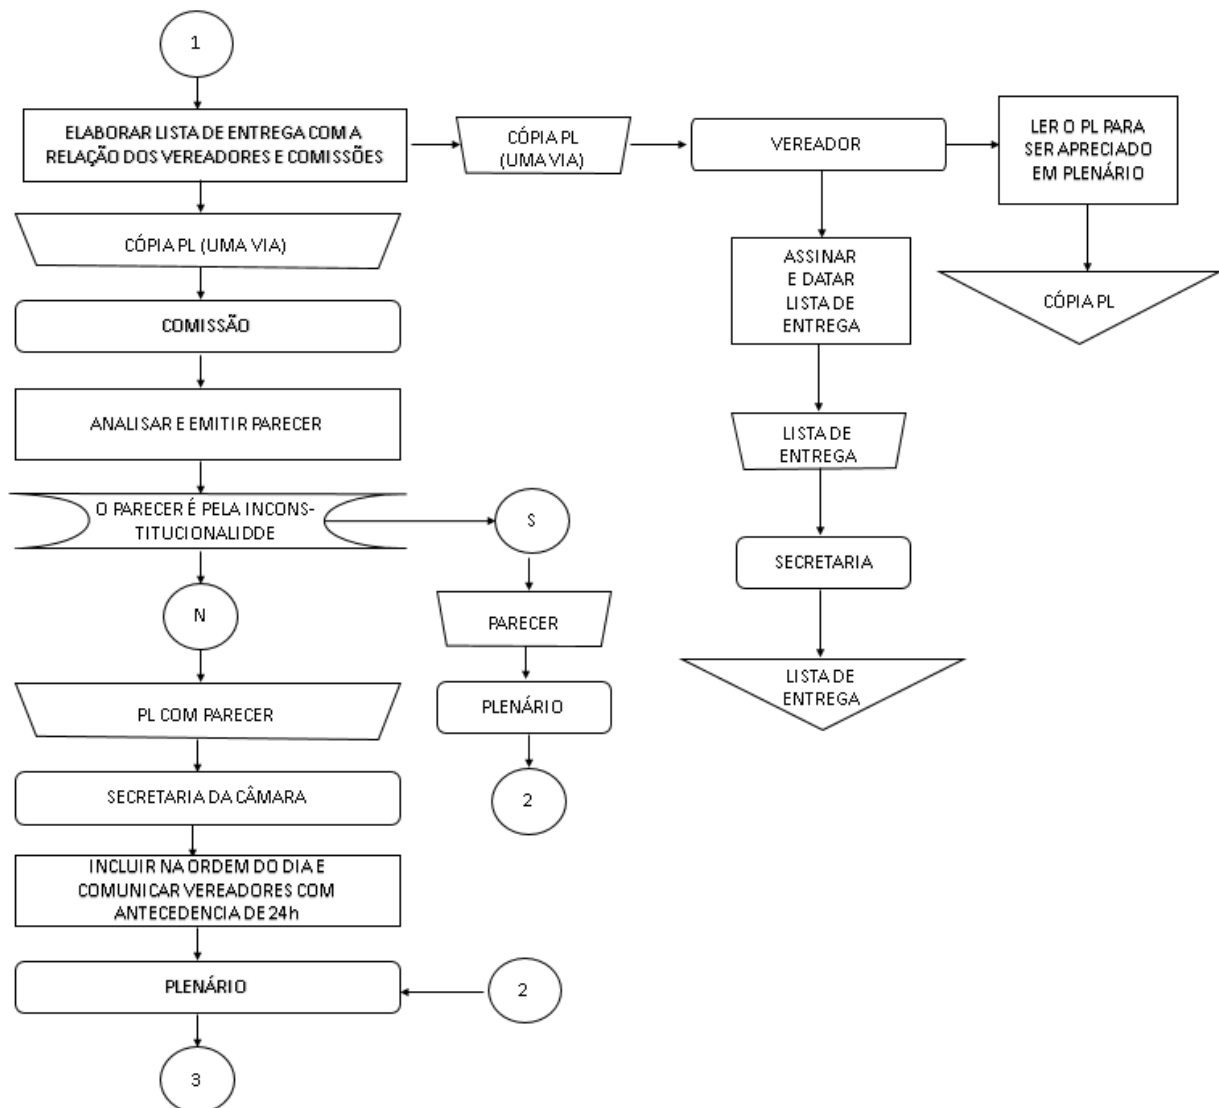 1
ELABORAR LISTA DE ENTREGA COM A
RELAÇÃO DOS VEREADORES E COMISSÕES
CÓPIA PL
(UMA VIA)
VEREADOR
LER O PL PARA
SER APRECIADO
EM PLENÁRIO
CÓPIA PL (UMA VIA)
ASSINAR
E DATAR
LISTA DE
ENTREGA
CÓPIA PL
COMISSÃO
ANALISAR E EMITIR PARECER
LISTA DE
ENTREGA
O PARECER É PELA INCONS-
TITUCIONALIDDE
S
SECRETARIA
N
PARECER
LISTA DE
ENTREGA
PL COM PARECER
PLENÁRIO
SECRETARIA DA CÂMARA
2
INCLUIR NA ORDEM DO DIA E
COMUNICAR VEREADORES COM
ANTECEDENCIA DE 24h
PLENÁRIO
2
3